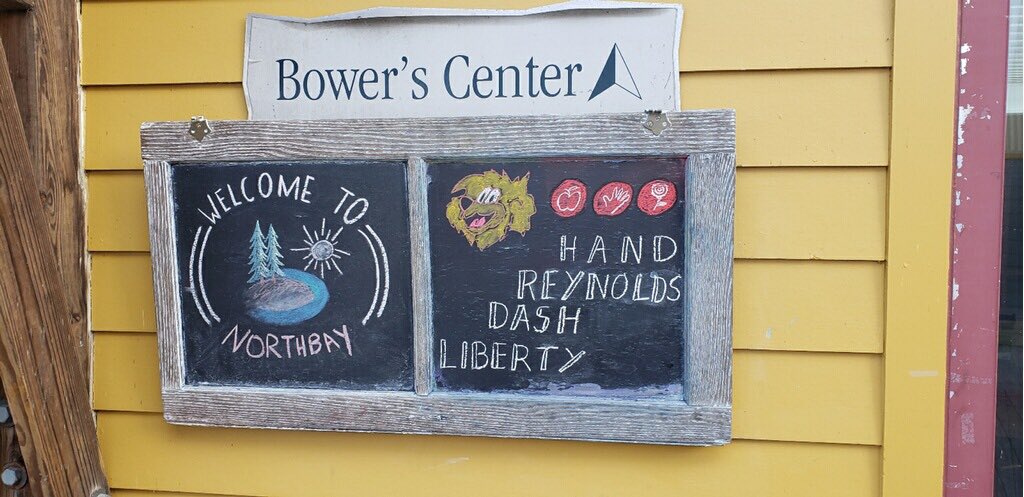 Bower's Center
WELCOME TO
NORTHBAY
HAND
REYNOLDS
DASH
LIBERTY